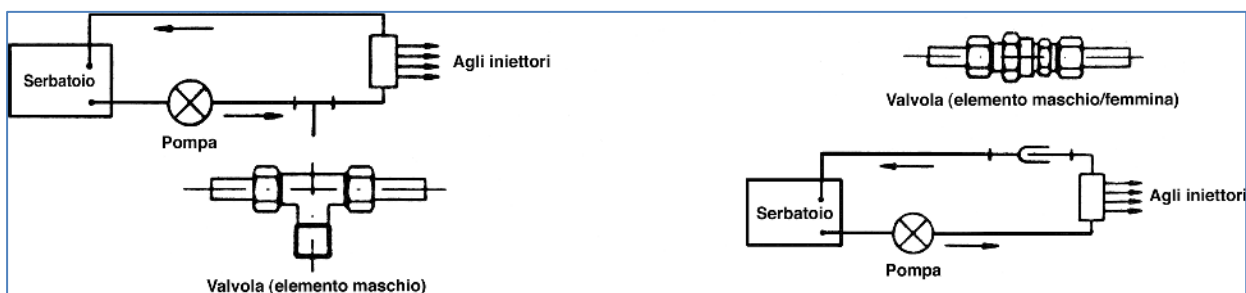 Serbatoio
Agli iniettori
Pompa
Valvola (elemento maschio)
Valvola (elemento maschio/femmina)
Serbatoio
Agli iniettori
Pompa